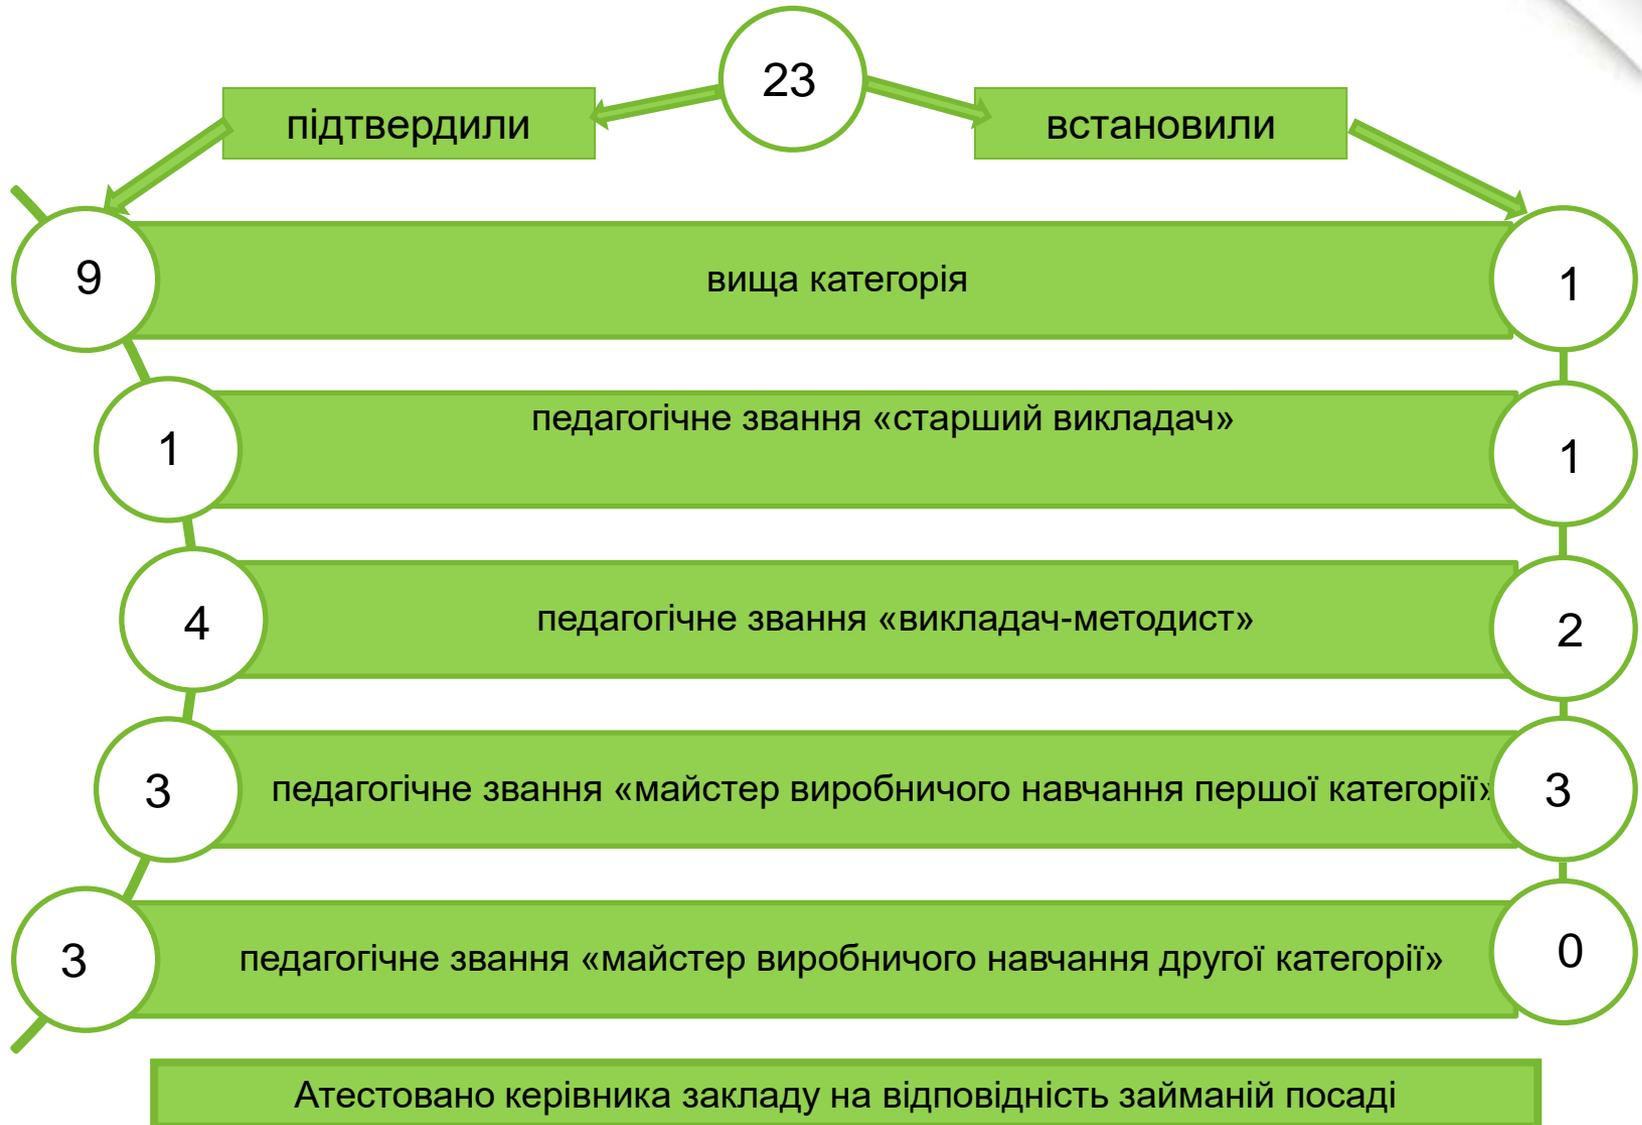 23
підтвердили
встановили
9
вища категорія
1
1
педагогічне звання «старший викладач»
1
4
педагогічне звання «викладач-методист»
2
3
педагогічне звання «майстер виробничого навчання першої категорії»
3
3
педагогічне звання «майстер виробничого навчання другої категорії»
0
Атестовано керівника закладу на відповідність займаній посаді